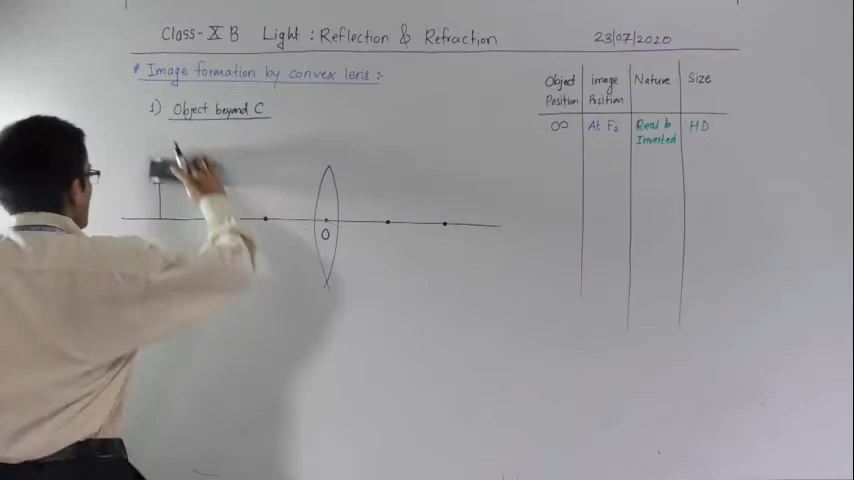 Class-X B Light : Reflection & Refraction 23/07/2020
* Image formation by convex lens :-
1) Object beyond C
O
Object Position
Image Position
Nature
Size
∞
At F2
Real & Inverted
HD